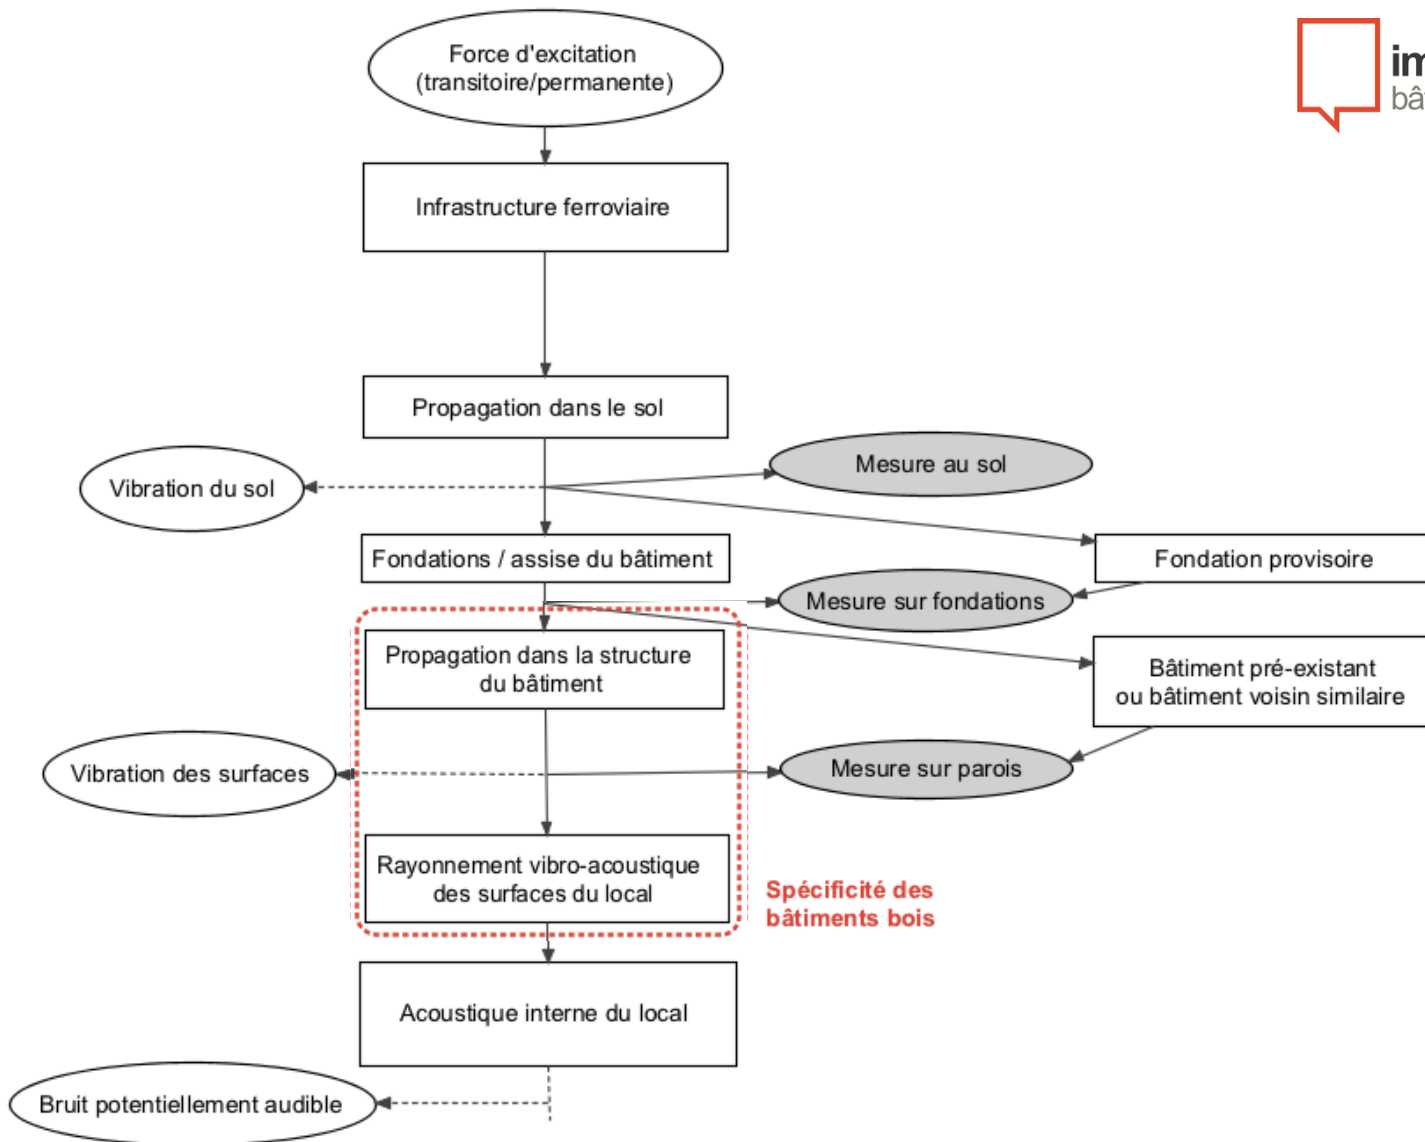 Force d'excitation
(transitoire/permanente)
im
bâ
Infrastructure ferroviaire
Propagation dans le sol
Mesure au sol
Vibration du sol
Fondations / assise du bâtiment
Fondation provisoire
Mesure sur fondations
Propagation dans la structure
du bâtiment
Bâtiment pré-existant
ou bâtiment voisin similaire
Vibration des surfaces
Mesure sur parois
Rayonnement vibro-acoustique
des surfaces du local
Spécificité des
bâtiments bois
Acoustique interne du local
Bruit potentiellement audible